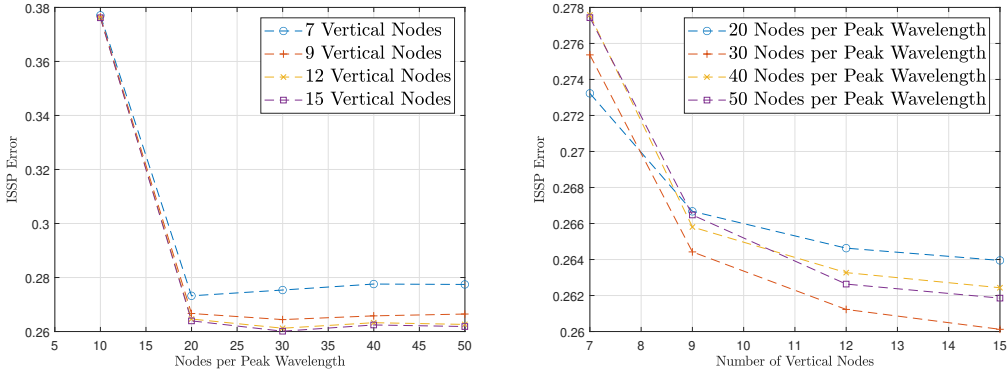 0.38
0.36
0.34
0.32
0.3
0.28
0.26
ISSP Error
5 10 15 20 25 30 35 40 45 50
Nodes per Peak Wavelength
7 Vertical Nodes
9 Vertical Nodes
12 Vertical Nodes
15 Vertical Nodes
0.278
0.276
0.274
0.272
0.27
0.268
0.266
0.264
0.262
0.26
ISSP Error
7 8 9 10 11 12 13 14 15
Number of Vertical Nodes
20 Nodes per Peak Wavelength
30 Nodes per Peak Wavelength
40 Nodes per Peak Wavelength
50 Nodes per Peak Wavelength